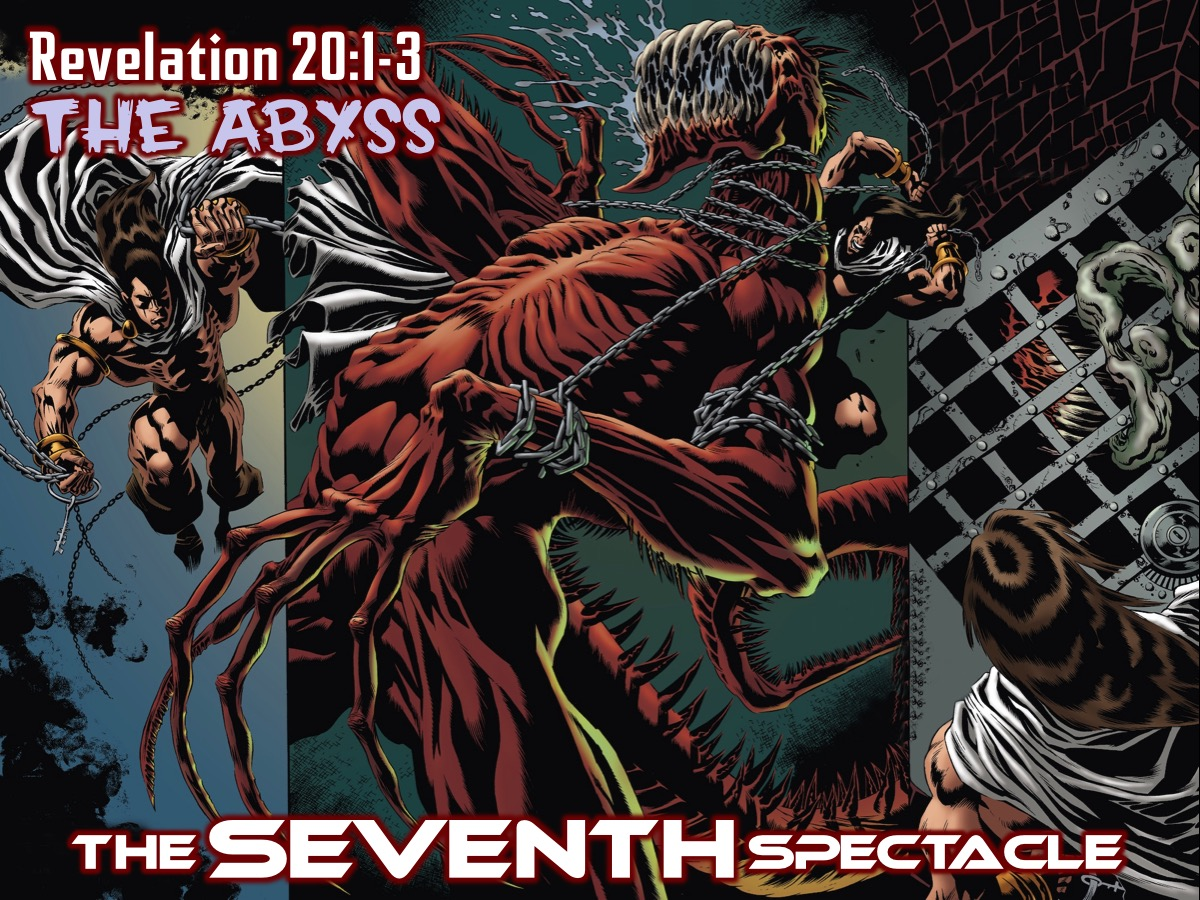 Revelation 20:1-3
THE ABYSS
THE SEVENTH SPECTACLE